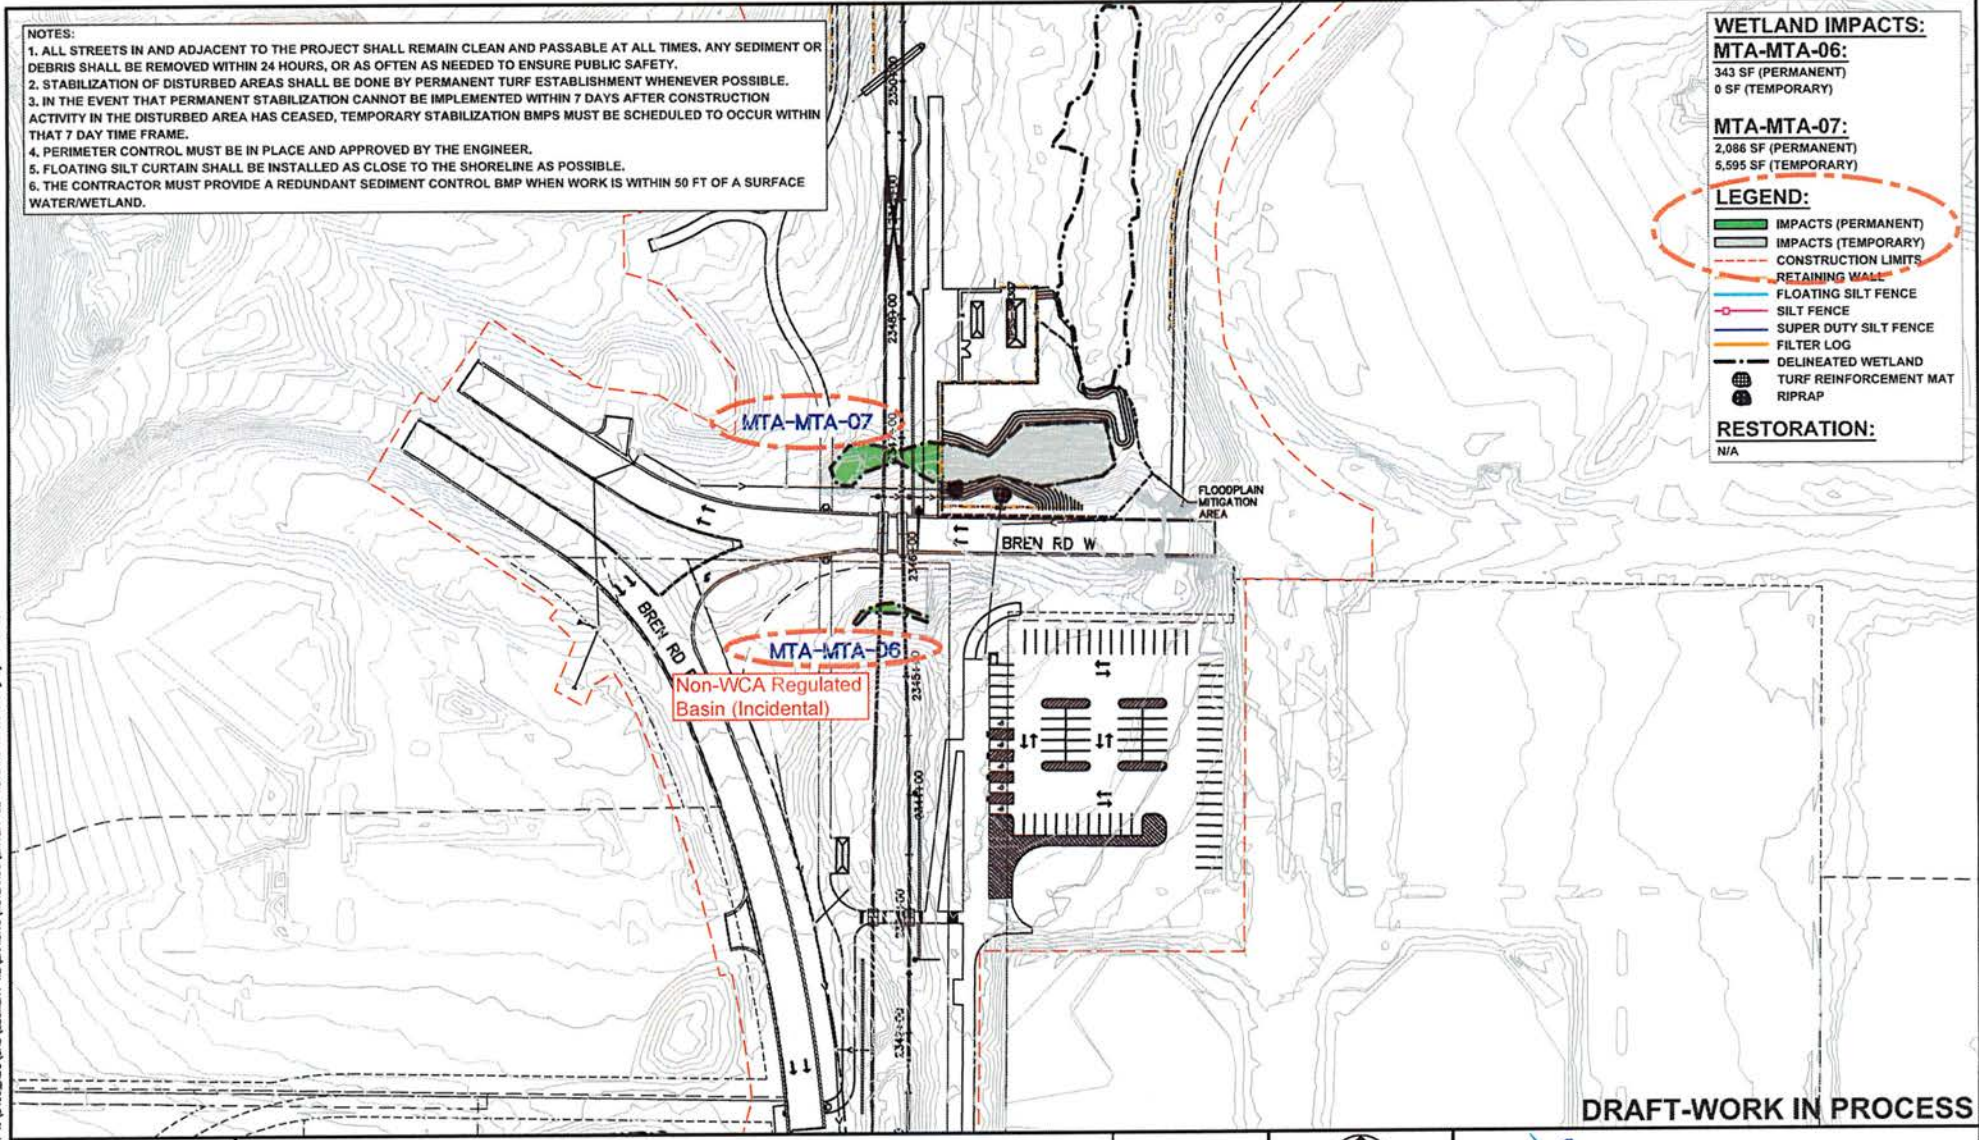 NOTES:
1. ALL STREETS IN AND ADJACENT TO THE PROJECT SHALL REMAIN CLEAN AND PASSABLE AT ALL TIMES. ANY SEDIMENT OR
DEBRIS SHALL BE REMOVED WITHIN 24 HOURS, OR AS OFTEN AS NEEDED TO ENSURE PUBLIC SAFETY.
2. STABILIZATION OF DISTURBED AREAS SHALL BE DONE BY PERMANENT TURF ESTABLISHMENT WHENEVER POSSIBLE.
3. IN THE EVENT THAT PERMANENT STABILIZATION CANNOT BE IMPLEMENTED WITHIN 7 DAYS AFTER CONSTRUCTION
ACTIVITY IN THE DISTURBED AREA HAS CEASED, TEMPORARY STABILIZATION BMPS MUST BE SCHEDULED TO OCCUR WITHIN
THAT 7 DAY TIME FRAME.
4. PERIMETER CONTROL MUST BE IN PLACE AND APPROVED BY THE ENGINEER.
5. FLOATING SILT CURTAIN SHALL BE INSTALLED AS CLOSE TO THE SHORELINE AS POSSIBLE.
6. THE CONTRACTOR MUST PROVIDE A REDUNDANT SEDIMENT CONTROL BMP WHEN WORK IS WITHIN 50 FT OF A SURFACE
WATER/WETLAND.
WETLAND IMPACTS:
MTA-MTA-06:
343 SF (PERMANENT)
0 SF (TEMPORARY)
MTA-MTA-07:
2,086 SF (PERMANENT)
5,595 SF (TEMPORARY)
LEGEND:
IMPACTS (PERMANENT)
IMPACTS (TEMPORARY)
CONSTRUCTION LIMITS
RETAINING WALL
FLOATING SILT FENCE
SILT FENCE
SUPER DUTY SILT FENCE
FILTER LOG
DELINEATED WETLAND
TURF REINFORCEMENT MAT
RIPRAP
RESTORATION:
N/A
2348+00
MTA-MTA-07
FLOODPLAIN
MITIGATION
AREA
BREN RD W
2346+00
BREN RD
MTA-MTA-06
2345+00
Non-WCA Regulated
Basin (Incidental)
2342+00
DRAFT-WORK IN PROCESS